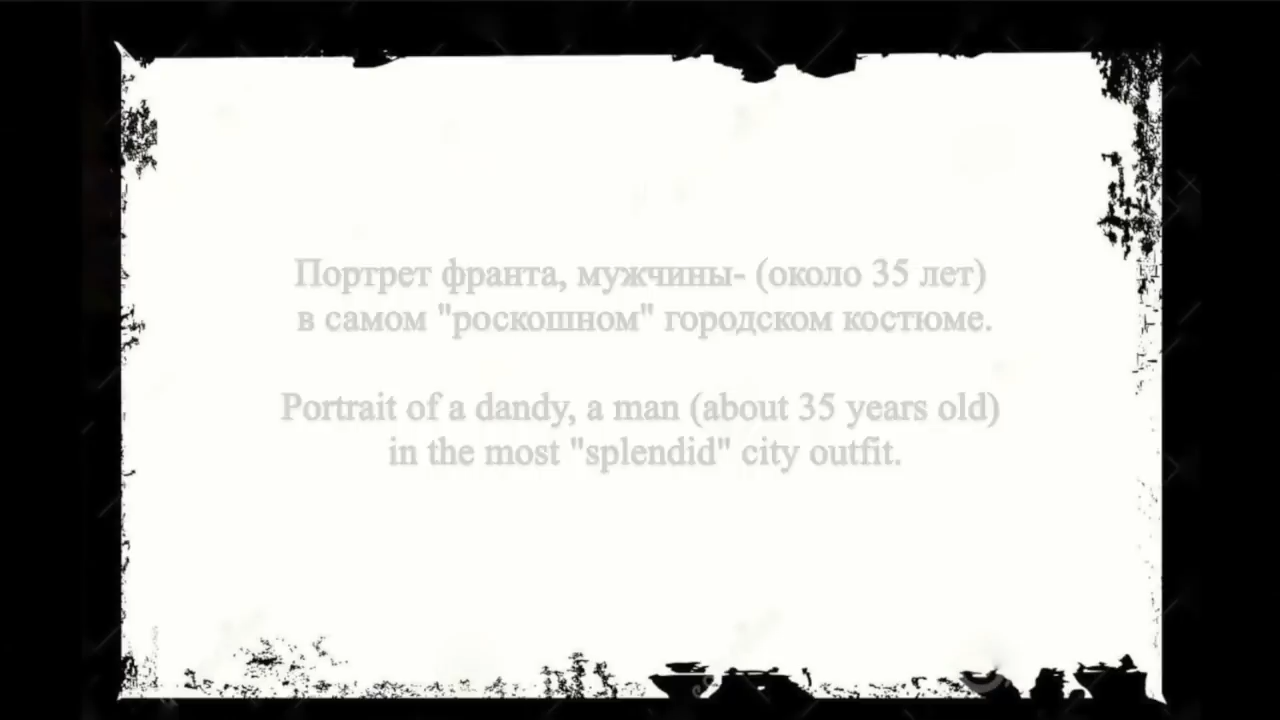 Портрет франта, мужчины- (около 35 лет)
в самом "роскошном" городском костюме.
Portrait of a dandy, a man (about 35 years old)
in the most "splendid" city outfit.